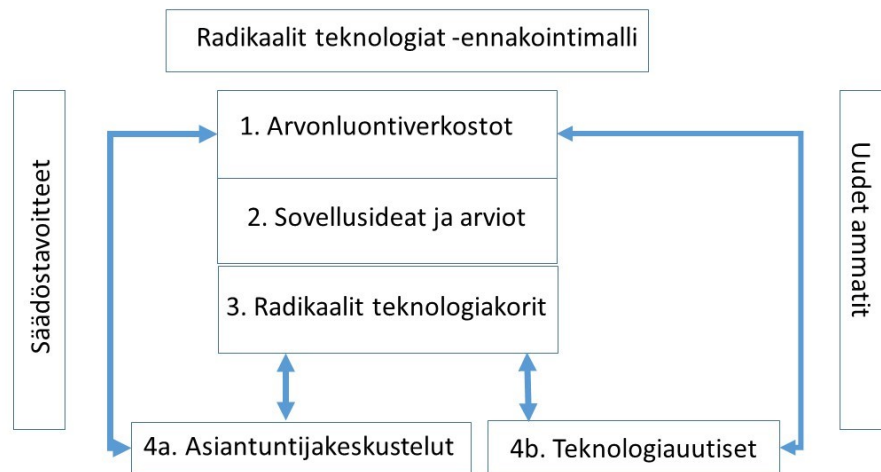 Radikaalit teknologiat -ennakointimalli
Säädöstavoitteet
1. Arvonluontiverkostot
2. Sovellusideat ja arviot
3. Radikaalit teknologiakorit
4a. Asiantuntijakeskustelut
4b. Teknologiauutiset
Uudet ammatit